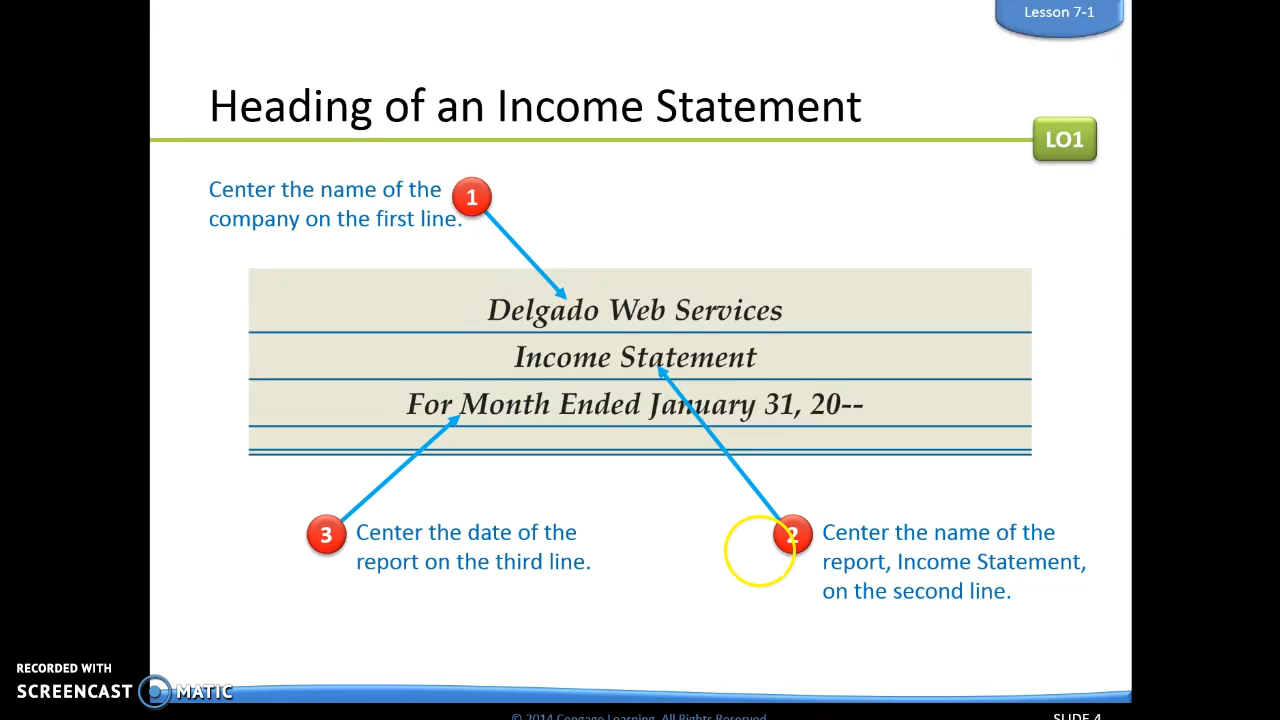 Lesson 7-1
Heading of an Income Statement
LO1
Center the name of the
company on the first line.
1
Delgado Web Services
Income Statement
For Month Ended January 31, 20--
3
Center the date of the
report on the third line.
2
Center the name of the
report, Income Statement,
on the second line.
RECORDED WITH
SCREENCAST MATIC
© 2014 Cengage Learning. All Rights Reserved.
SLIDE 4